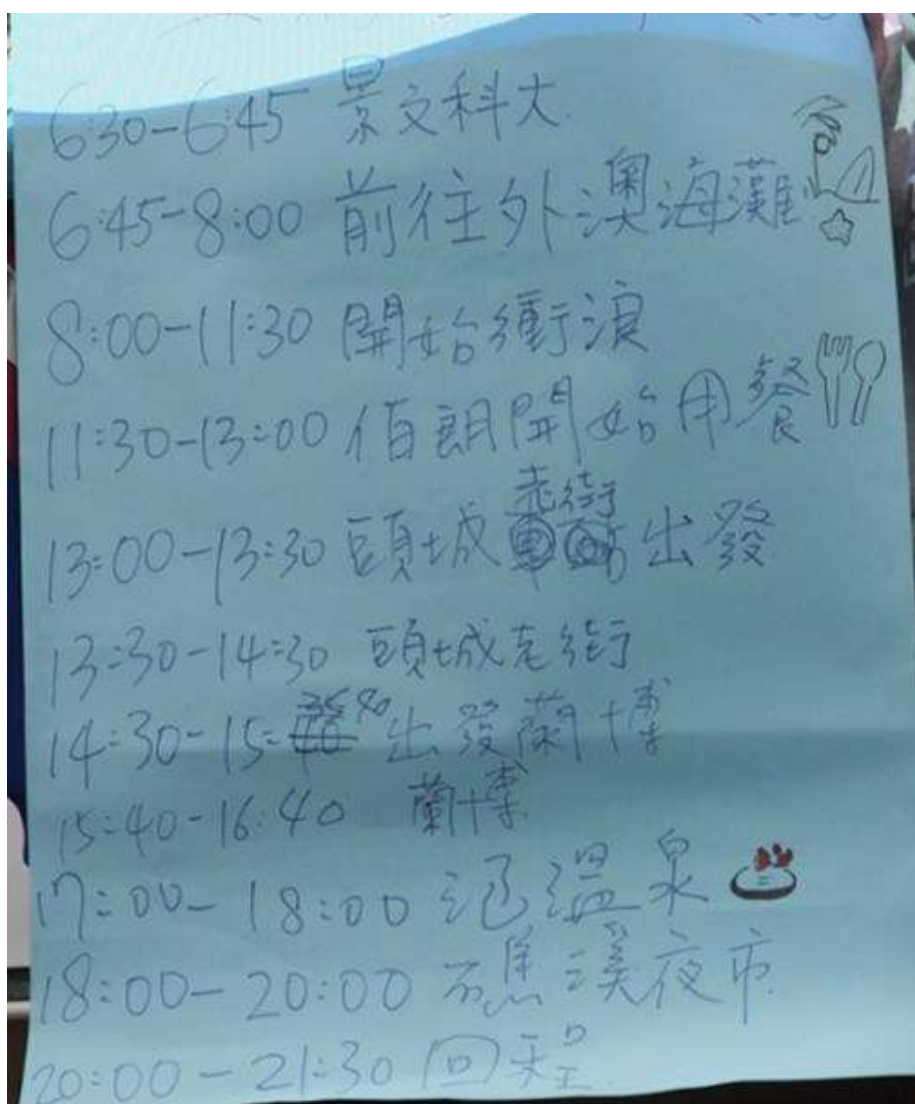 6:30-6:45 景文科大
6:45-8:00 前往外澳海灘
8:00-11:30 開始衝浪
11:30-13:00 伯朗開始用餐
13:00-13:30 頭城老街出發
13:30-14:30 頭城老街
14:30-15:40 出發蘭博
15:40-16:40 蘭博
17:00-18:00 泡溫泉
18:00-20:00 礁溪夜市
20:00-21:30 回程